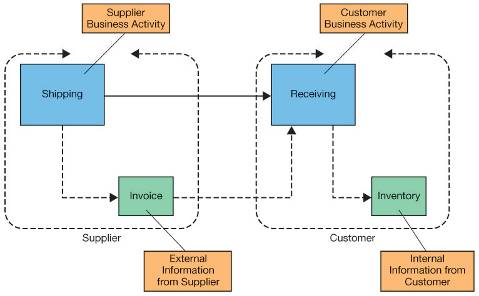 Supplier
Business Activity
Customer
Business Activity
Shipping
Receiving
Invoice
Inventory
Supplier
Customer
External
Information
from Supplier
Internal
Information from
Customer